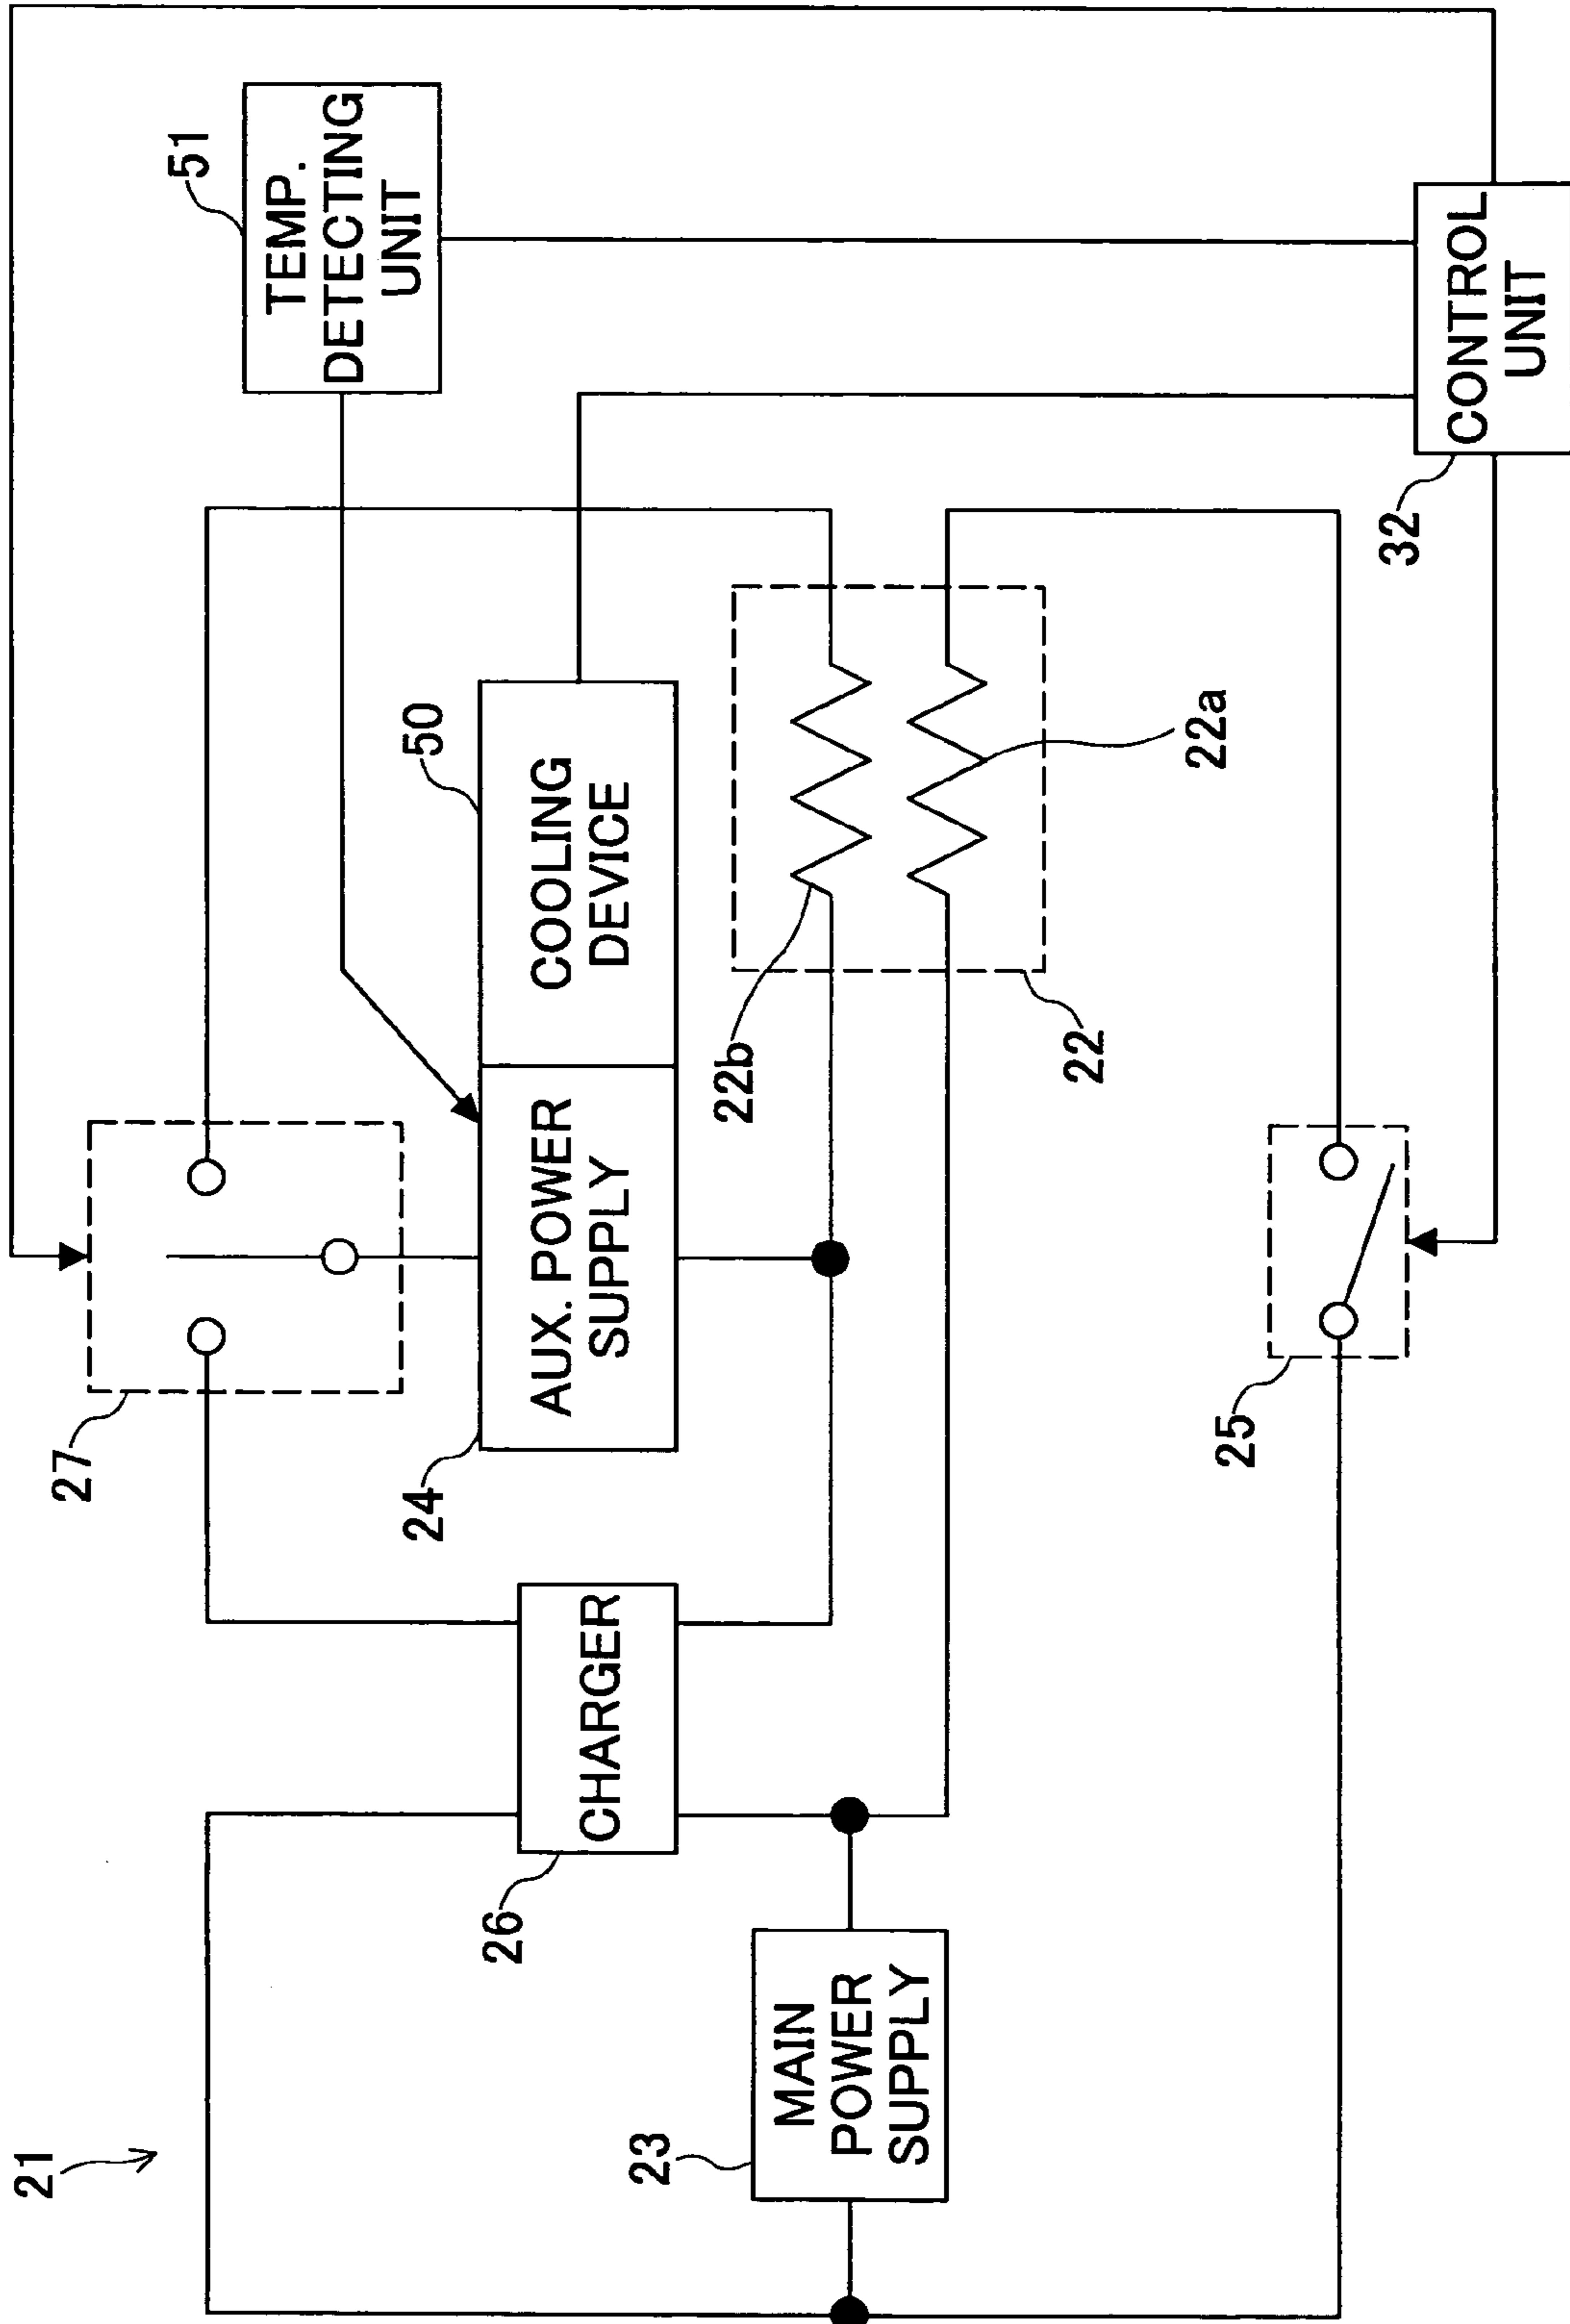 21
27
51
TEMP.
DETECTING
UNIT
24
AUX. POWER
SUPPLY
50
COOLING
DEVICE
26
CHARGER
23
MAIN
POWER
SUPPLY
22b
22a
22
25
32
CONTROL
UNIT